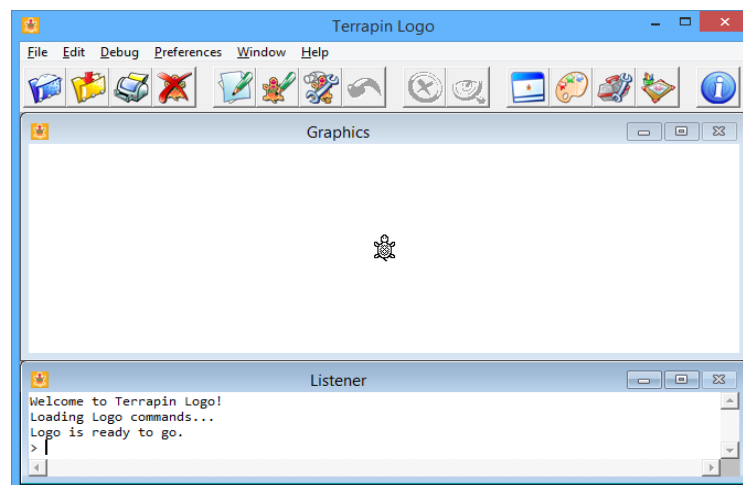 Terrapin Logo
File Edit Debug Preferences Window Help
Graphics
Listener
Welcome to Terrapin Logo!
Loading Logo commands...
Logo is ready to go.
>